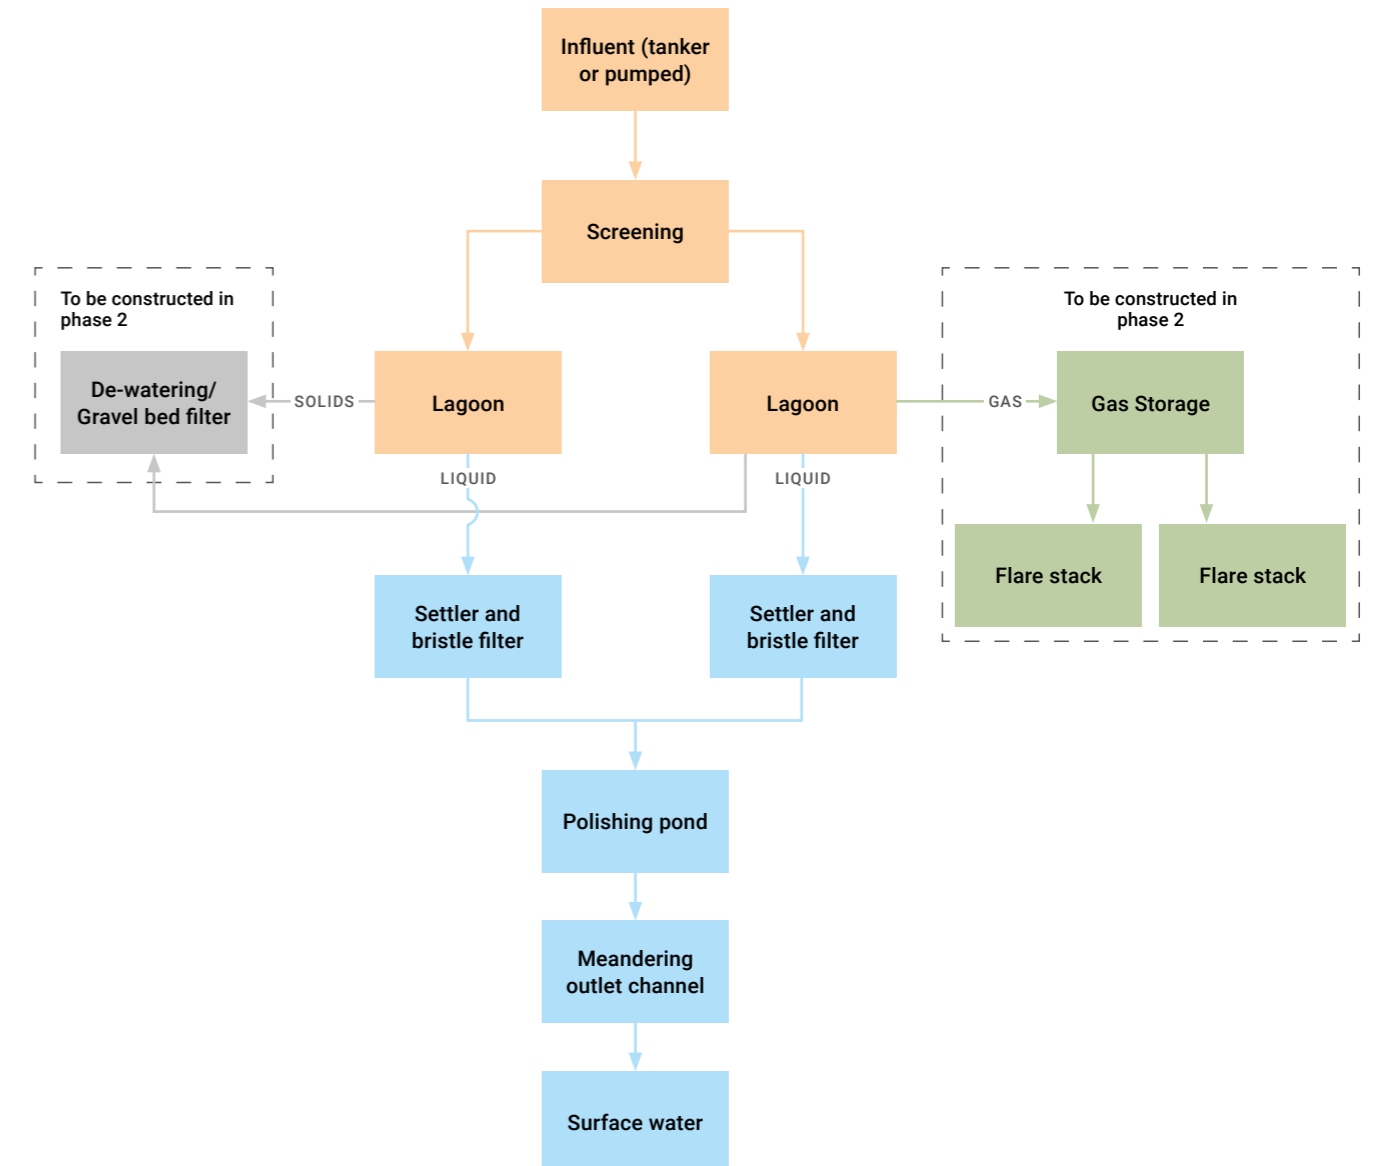 Influent (tanker
or pumped)
Screening
To be constructed in
phase 2
To be constructed in
phase 2
De-watering/
Gravel bed filter
SOLIDS
Lagoon
Lagoon
GAS
Gas Storage
LIQUID
LIQUID
Flare stack
Flare stack
Settler and
bristle filter
Settler and
bristle filter
Polishing pond
Meandering
outlet channel
Surface water